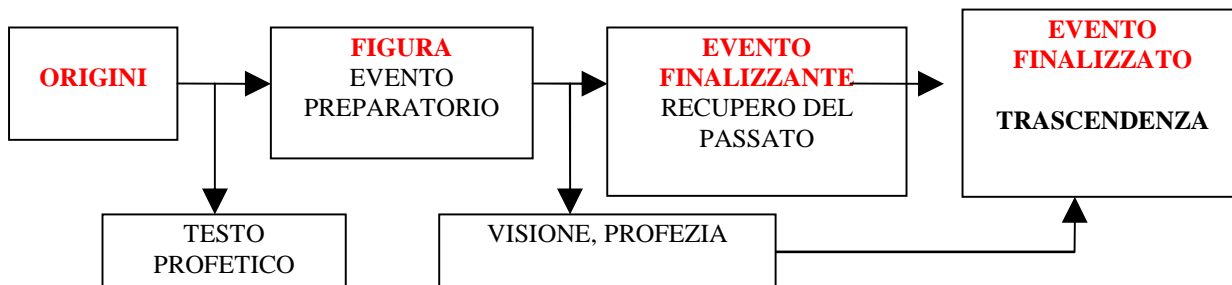 ORIGINI
FIGURA
EVENTO
PREPARATORIO
EVENTO
FINALIZZANTE
RECUPERO DEL
PASSATO
EVENTO
FINALIZZATO
TRASCENDENZA
TESTO
PROFETICO
VISIONE, PROFEZIA